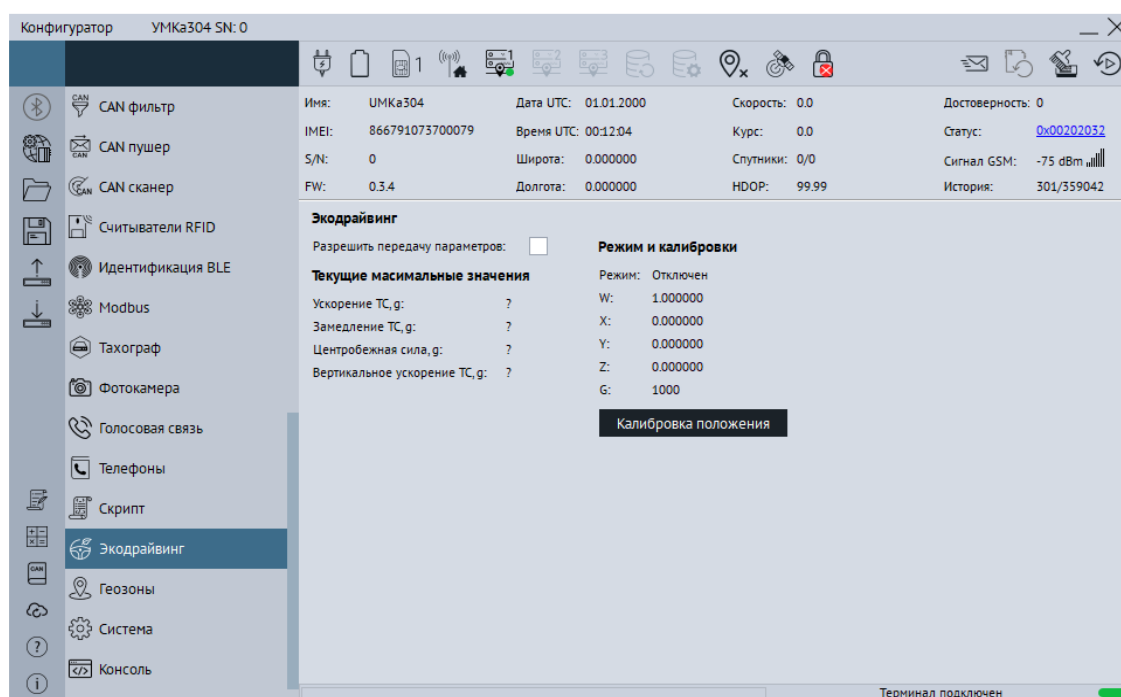 Конфигуратор УМКа304 SN: 0
1 1 2 3
CAN фильтр
CAN пушер
CAN сканер
Считыватели RFID
Идентификация BLE
Modbus
Тахограф
Фотокамера
Голосовая связь
Телефоны
Скрипт
Экодрайвинг
Геозоны
Система
Консоль
Имя: UMKa304 Дата UTC: 01.01.2000 Скорость: 0.0 Достоверность: 0
IMEI: 866791073700079 Время UTC: 00:12:04 Курс: 0.0 Статус: 0x00202032
S/N: 0 Широта: 0.000000 Спутники: 0/0 Сигнал GSM: -75 dBm
FW: 0.3.4 Долгота: 0.000000 HDOP: 99.99 История: 301/359042
Экодрайвинг
Разрешить передачу параметров:
Текущие масимальные значения
Ускорение ТС, g: ?
Замедление ТС, g: ?
Центробежная сила, g: ?
Вертикальное ускорение ТС, g: ?
Режим и калибровки
Режим: Отключен
W: 1.000000
X: 0.000000
Y: 0.000000
Z: 0.000000
G: 1000
Калибровка положения
Терминал подключен